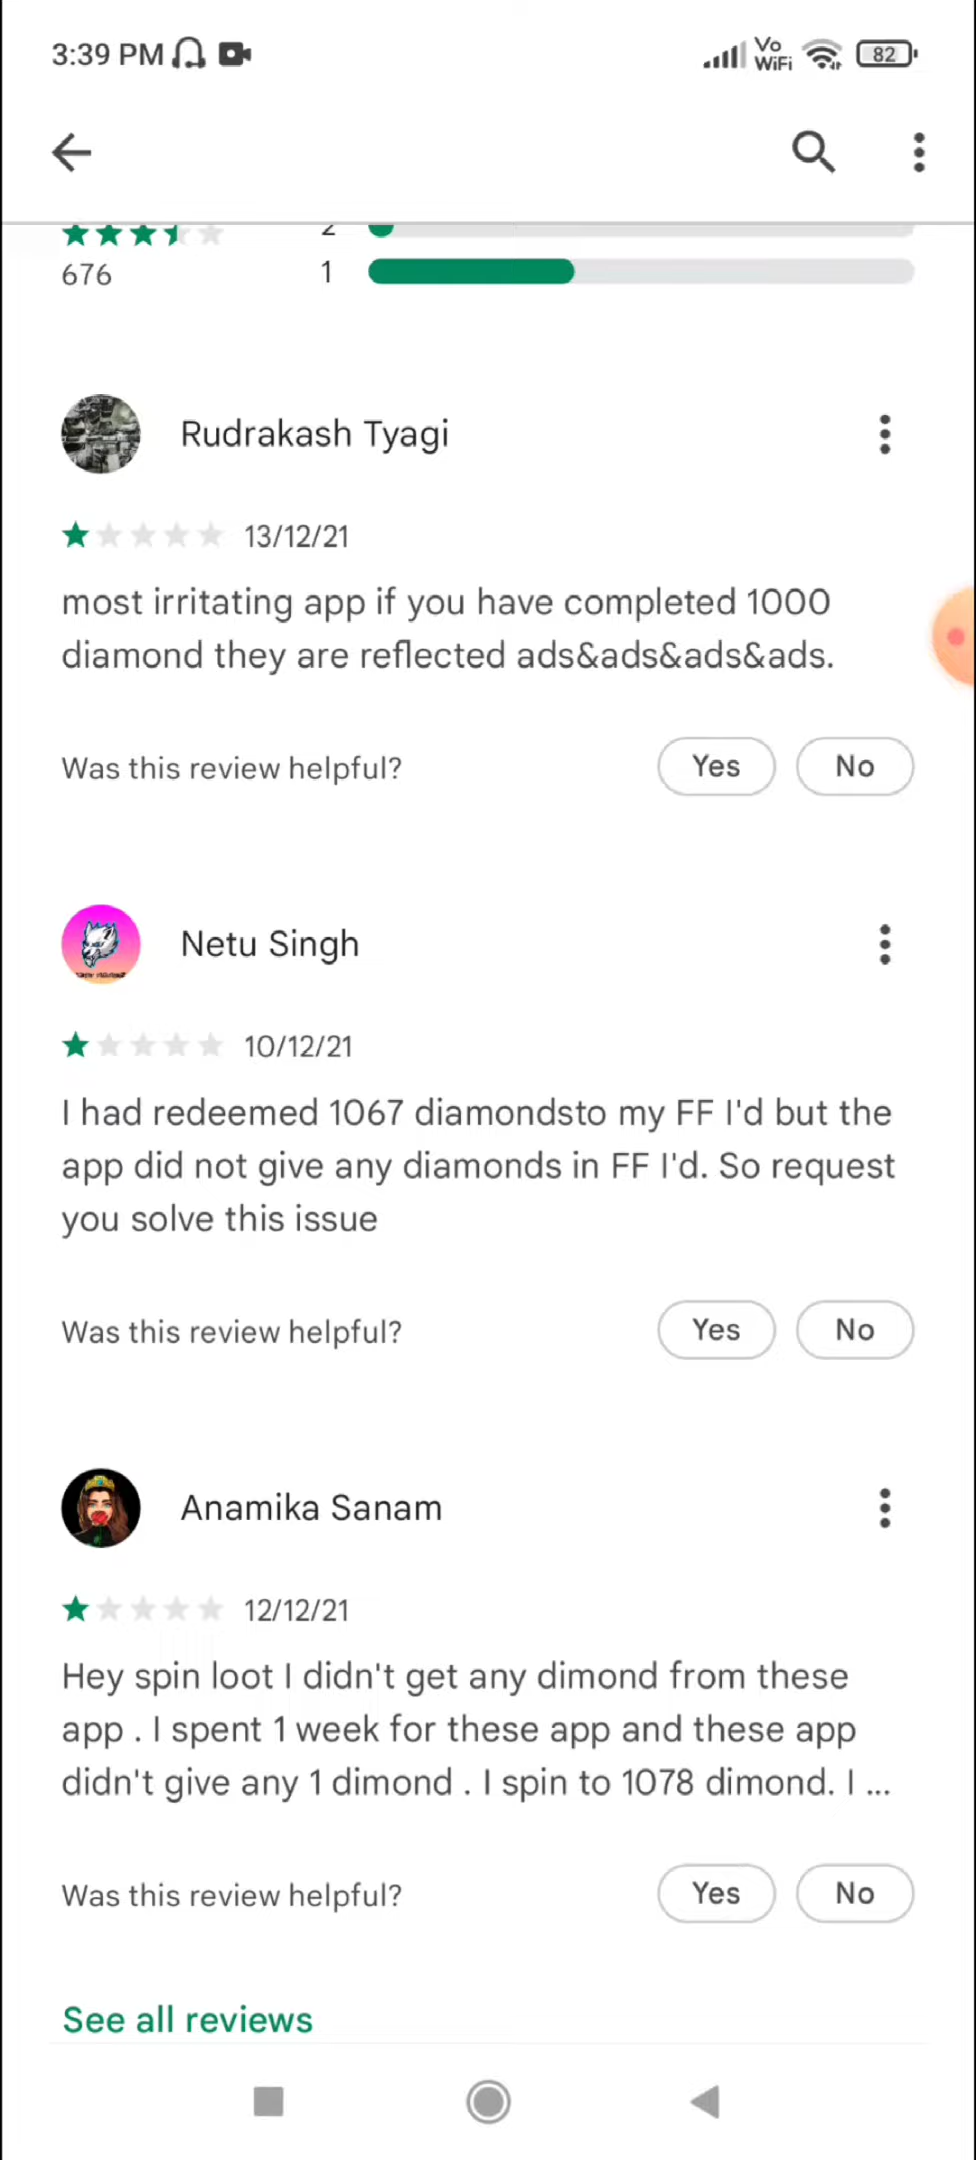 3:39 PM
Vo
WiFi
82
2
676
1
Rudrakash Tyagi
13/12/21
most irritating app if you have completed 1000
diamond they are reflected ads&ads&ads&ads.
Was this review helpful?
Yes
No
Netu Singh
10/12/21
I had redeemed 1067 diamondsto my FF I'd but the
app did not give any diamonds in FF I'd. So request
you solve this issue
Was this review helpful?
Yes
No
Anamika Sanam
12/12/21
Hey spin loot I didn't get any dimond from these
app . I spent 1 week for these app and these app
didn't give any 1 dimond . I spin to 1078 dimond. I ...
Was this review helpful?
Yes
No
See all reviews